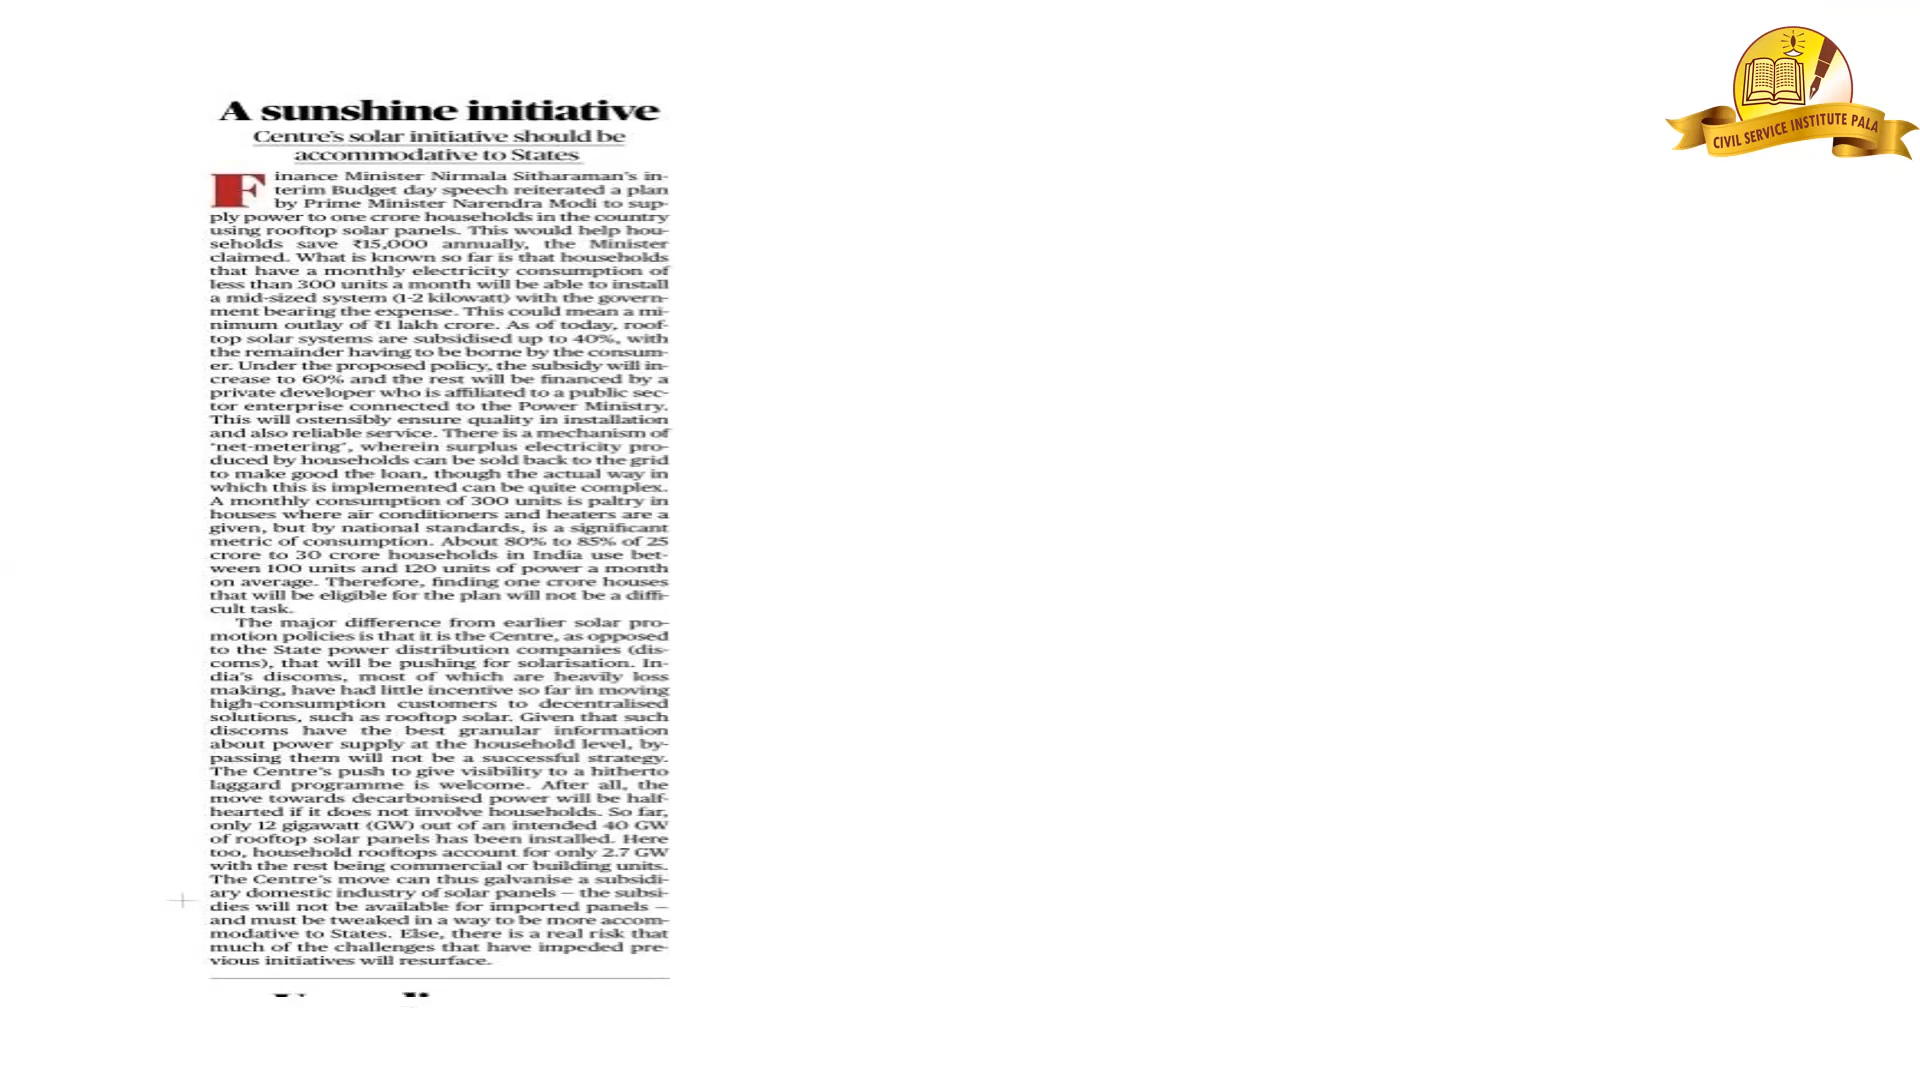 A sunshine initiative
Centre's solar initiative should be
accommodative to States
Finance Minister Nirmala Sitharaman's in-
terim Budget day speech reiterated a plan
by Prime Minister Narendra Modi to sup-
ply power to one crore households in the country
using rooftop solar panels. This would help hou-
seholds save ₹15,000 annually, the Minister
claimed. What is known so far is that households
that have a monthly electricity consumption of
less than 300 units a month will be able to install
a mid-sized system (1-2 kilowatt) with the govern-
ment bearing the expense. This could mean a mi-
nimum outlay of ₹1 lakh crore. As of today, roof-
top solar systems are subsidised up to 40%, with
the remainder having to be borne by the consum-
er. Under the proposed policy, the subsidy will in-
crease to 60% and the rest will be financed by a
private developer who is affiliated to a public sec-
tor enterprise connected to the Power Ministry.
This will ostensibly ensure quality in installation
and also reliable service. There is a mechanism of
'net-metering', wherein surplus electricity pro-
duced by households can be sold back to the grid
to make good the loan, though the actual way in
which this is implemented can be quite complex.
A monthly consumption of 300 units is paltry in
houses where air conditioners and heaters are a
given, but by national standards, is a significant
metric of consumption. About 80% to 85% of 25
crore to 30 crore households in India use bet-
ween 100 units and 120 units of power a month
on average. Therefore, finding one crore houses
that will be eligible for the plan will not be a diffi-
cult task.
The major difference from earlier solar pro-
motion policies is that it is the Centre, as opposed
to the State power distribution companies (dis-
coms), that will be pushing for solarisation. In-
dia's discoms, most of which are heavily loss
making, have had little incentive so far in moving
high-consumption customers to decentralised
solutions, such as rooftop solar. Given that such
discoms have the best granular information
about power supply at the household level, by-
passing them will not be a successful strategy.
The Centre's push to give visibility to a hitherto
laggard programme is welcome. After all, the
move towards decarbonised power will be half-
hearted if it does not involve households. So far,
only 12 gigawatt (GW) out of an intended 40 GW
of rooftop solar panels has been installed. Here
too, household rooftops account for only 2.7 GW
with the rest being commercial or building units.
The Centre's move can thus galvanise a subsidi-
ary domestic industry of solar panels — the subsi-
dies will not be available for imported panels —
and must be tweaked in a way to be more accom-
modative to States. Else, there is a real risk that
much of the challenges that have impeded pre-
vious initiatives will resurface.
CIVIL SERVICE INSTITUTE PALA